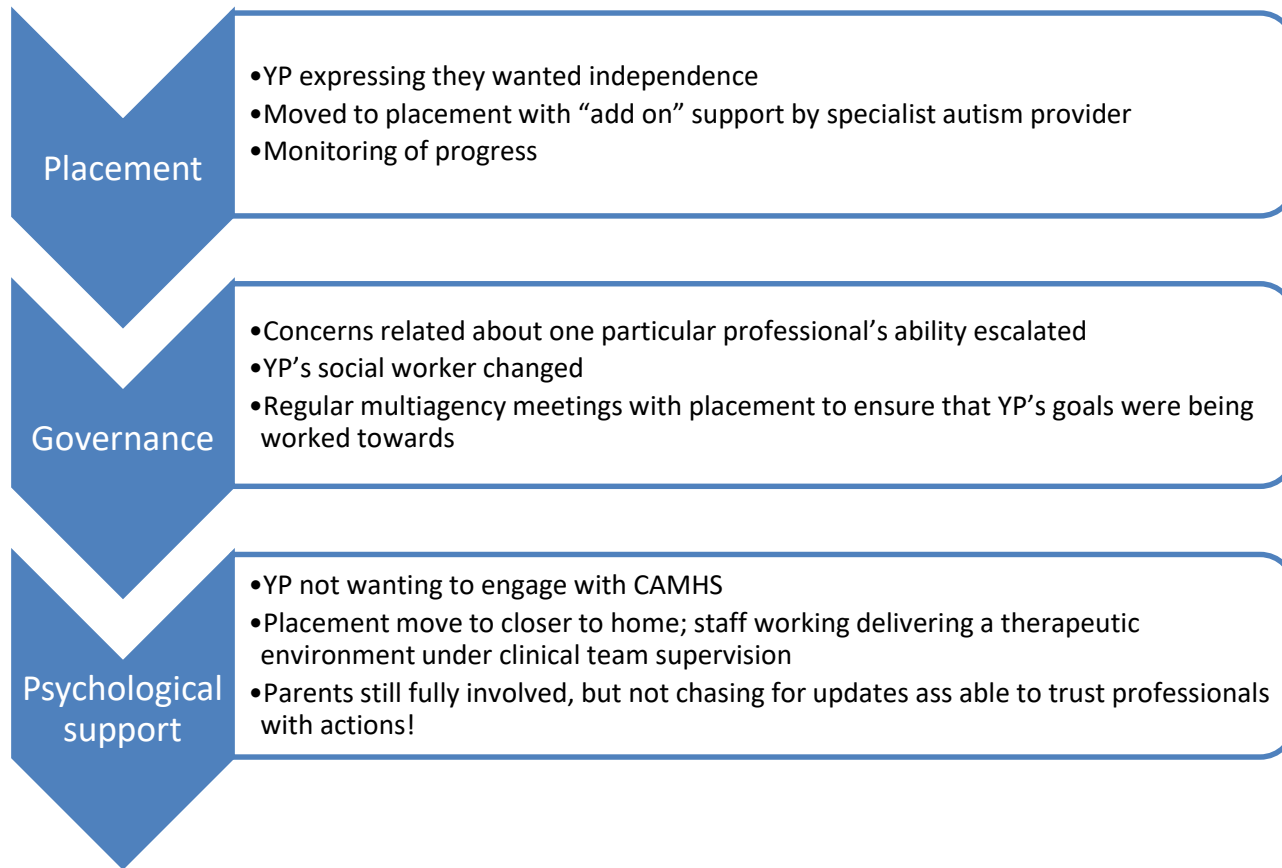 Placement
•YP expressing they wanted independence
•Moved to placement with “add on” support by specialist autism provider
•Monitoring of progress
Governance
•Concerns related about one particular professional’s ability escalated
•YP’s social worker changed
•Regular multiagency meetings with placement to ensure that YP’s goals were being
worked towards
Psychological
support
•YP not wanting to engage with CAMHS
•Placement move to closer to home; staff working delivering a therapeutic
environment under clinical team supervision
•Parents still fully involved, but not chasing for updates ass able to trust professionals
with actions!